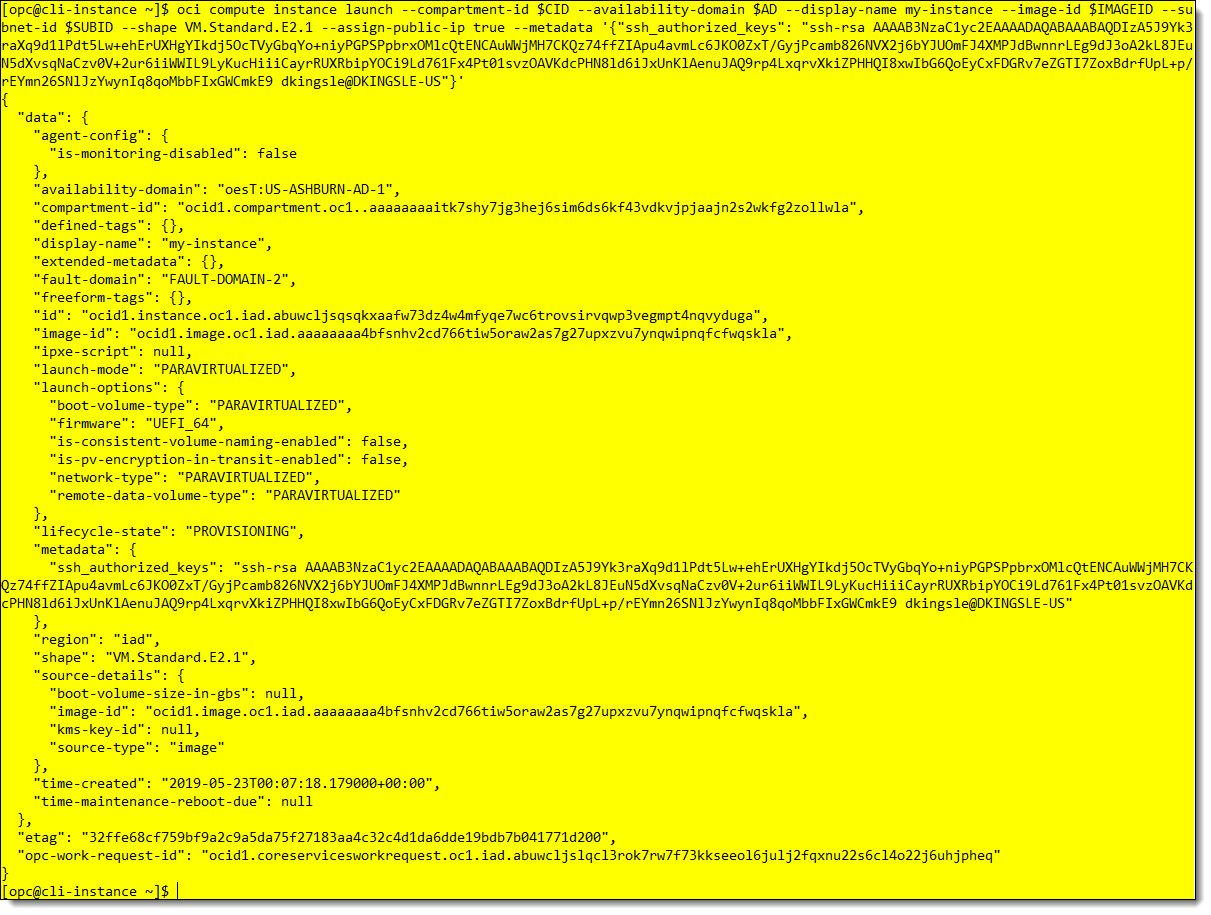 [opc@cli-instance ~]$ oci compute instance launch --compartment-id $CID --availability-domain $AD --display-name my-instance --image-id $IMAGEID --su
bnet-id $SUBID --shape VM.Standard.E2.1 --assign-public-ip true --metadata '{"ssh_authorized_keys": "ssh-rsa AAAAB3NzaC1yc2EAAAADAQABAAABAQDIzA5J9Yk3
raXq9d1lPdt5Lw+ehErUXHgYIkdj5OcTVyGbqYo+niyPGPSPpbrxOMlcQtENCAuWWjMH7CKQz74ffZIApu4avmLc6JKO0ZxT/GyjPcamb826NVX2j6bYJUOmFJ4XMPJdBwnnrLEg9dJ3oA2kL8JEu
N5dXvsqNaCzv0V+2ur6iiWWIL9LyKucHiiiCayrRUXRbipYOCi9Ld761Fx4Pt01svzOAVKdcPHN8ld6iJxUnKlAenuJAQ9rp4LxqrvXkiZPHHQI8xwIbG6QoEyCxFDGRv7eZGTI7ZoxBdrfUpL+p/
rEYmn26SNlJzYwynIq8qoMbbFIxGWCmkE9 dkingsle@DKINGSLE-US"}'
{
  "data": {
    "agent-config": {
      "is-monitoring-disabled": false
    },
    "availability-domain": "oesT:US-ASHBURN-AD-1",
    "compartment-id": "ocid1.compartment.oc1..aaaaaaaaitk7shy7jg3hej6sim6ds6kf43vdkvjpjaajn2s2wkfg2zollwla",
    "defined-tags": {},
    "display-name": "my-instance",
    "extended-metadata": {},
    "fault-domain": "FAULT-DOMAIN-2",
    "freeform-tags": {},
    "id": "ocid1.instance.oc1.iad.abuwcljsqsqkxaafw73dz4w4mfyqe7wc6trovsirvqwp3vegmpt4nqvyduga",
    "image-id": "ocid1.image.oc1.iad.aaaaaaaa4bfsnhv2cd766tiw5oraw2as7g27upxzvu7ynqwipnqfcfwqskla",
    "ipxe-script": null,
    "launch-mode": "PARAVIRTUALIZED",
    "launch-options": {
      "boot-volume-type": "PARAVIRTUALIZED",
      "firmware": "UEFI_64",
      "is-consistent-volume-naming-enabled": false,
      "is-pv-encryption-in-transit-enabled": false,
      "network-type": "PARAVIRTUALIZED",
      "remote-data-volume-type": "PARAVIRTUALIZED"
    },
    "lifecycle-state": "PROVISIONING",
    "metadata": {
      "ssh_authorized_keys": "ssh-rsa AAAAB3NzaC1yc2EAAAADAQABAAABAQDIzA5J9Yk3raXq9d1lPdt5Lw+ehErUXHgYIkdj5OcTVyGbqYo+niyPGPSPpbrxOMlcQtENCAuWWjMH7CK
Qz74ffZIApu4avmLc6JKO0ZxT/GyjPcamb826NVX2j6bYJUOmFJ4XMPJdBwnnrLEg9dJ3oA2kL8JEuN5dXvsqNaCzv0V+2ur6iiWWIL9LyKucHiiiCayrRUXRbipYOCi9Ld761Fx4Pt01svzOAVKd
cPHN8ld6iJxUnKlAenuJAQ9rp4LxqrvXkiZPHHQI8xwIbG6QoEyCxFDGRv7eZGTI7ZoxBdrfUpL+p/rEYmn26SNlJzYwynIq8qoMbbFIxGWCmkE9 dkingsle@DKINGSLE-US"
    },
    "region": "iad",
    "shape": "VM.Standard.E2.1",
    "source-details": {
      "boot-volume-size-in-gbs": null,
      "image-id": "ocid1.image.oc1.iad.aaaaaaaa4bfsnhv2cd766tiw5oraw2as7g27upxzvu7ynqwipnqfcfwqskla",
      "kms-key-id": null,
      "source-type": "image"
    },
    "time-created": "2019-05-23T00:07:18.179000+00:00",
    "time-maintenance-reboot-due": null
  },
  "etag": "32ffe68cf759bf9a2c9a5da75f27183aa4c32c4d1da6dde19bdb7b041771d200",
  "opc-work-request-id": "ocid1.coreservicesworkrequest.oc1.iad.abuwcljslqcl3rok7rw7f73kkseeol6julj2fqxnu22s6cl4o22j6uhjpheq"
}
[opc@cli-instance ~]$